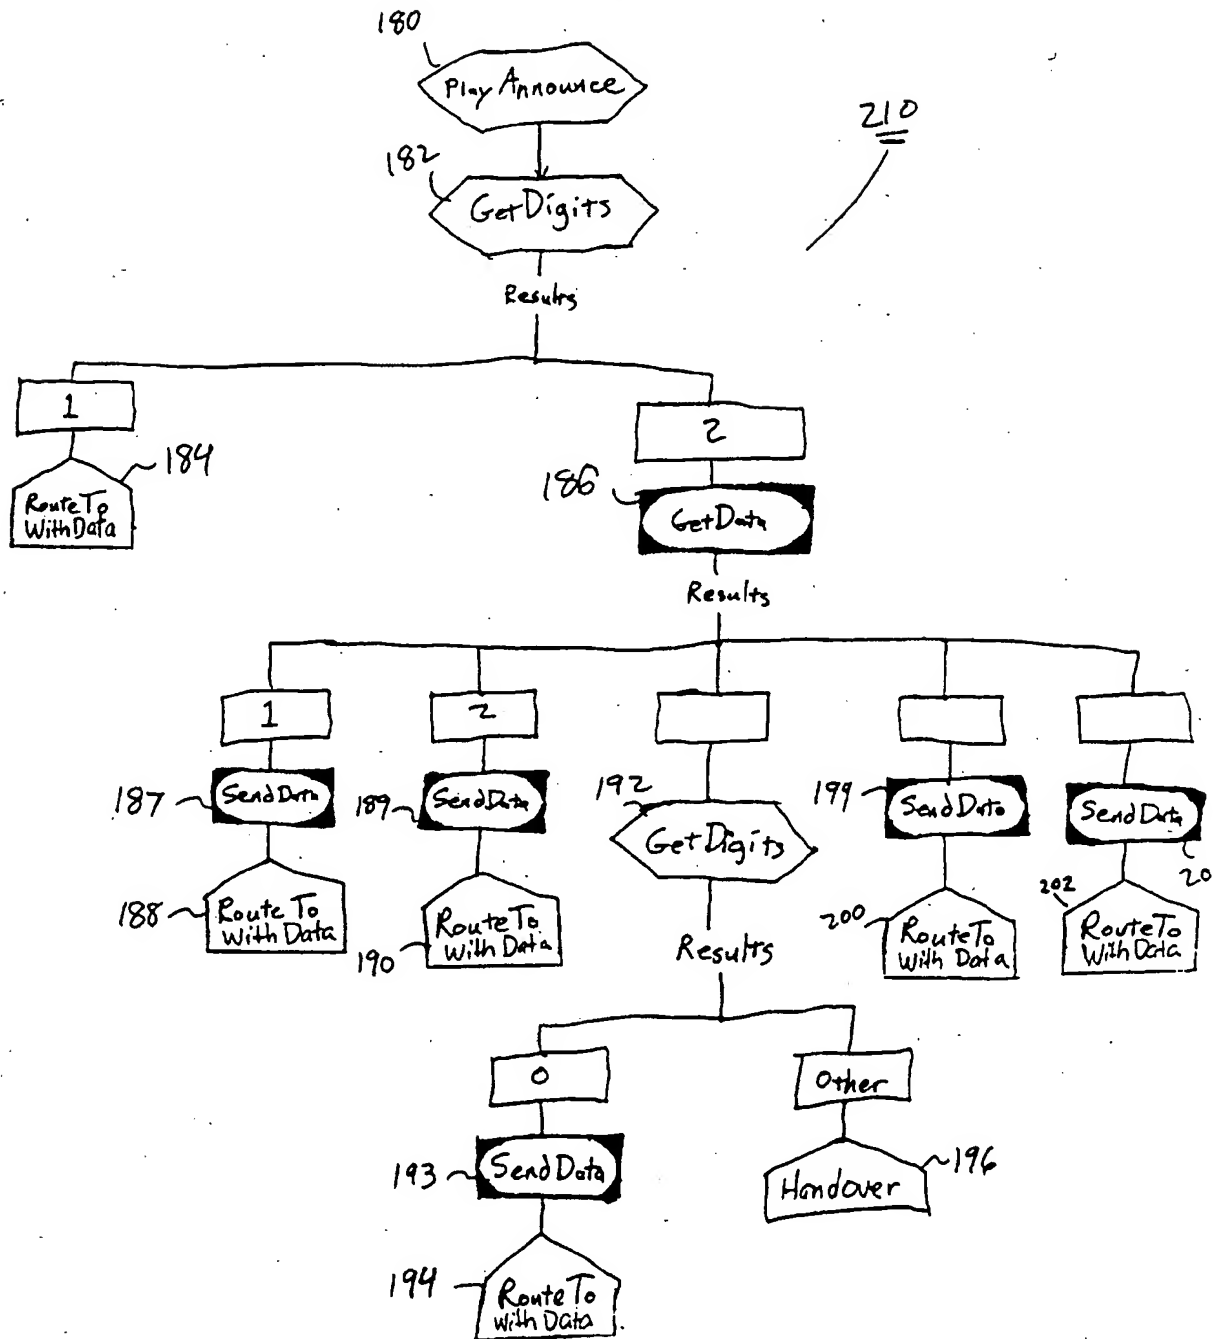 180
Play Announce
210
182
GetDigits
Results
1
2
184
RouteTo
WithData
186
GetData
Results
1
2
187
SendData
189
SendData
192
GetDigits
199
SendData
SendData
20
188
RouteTo
With Data
190
RouteTo
With Data
Results
200
RouteTo
With Data
202
RouteTo
WithData
0
Other
193
SendData
196
Handover
194
RouteTo
With Data